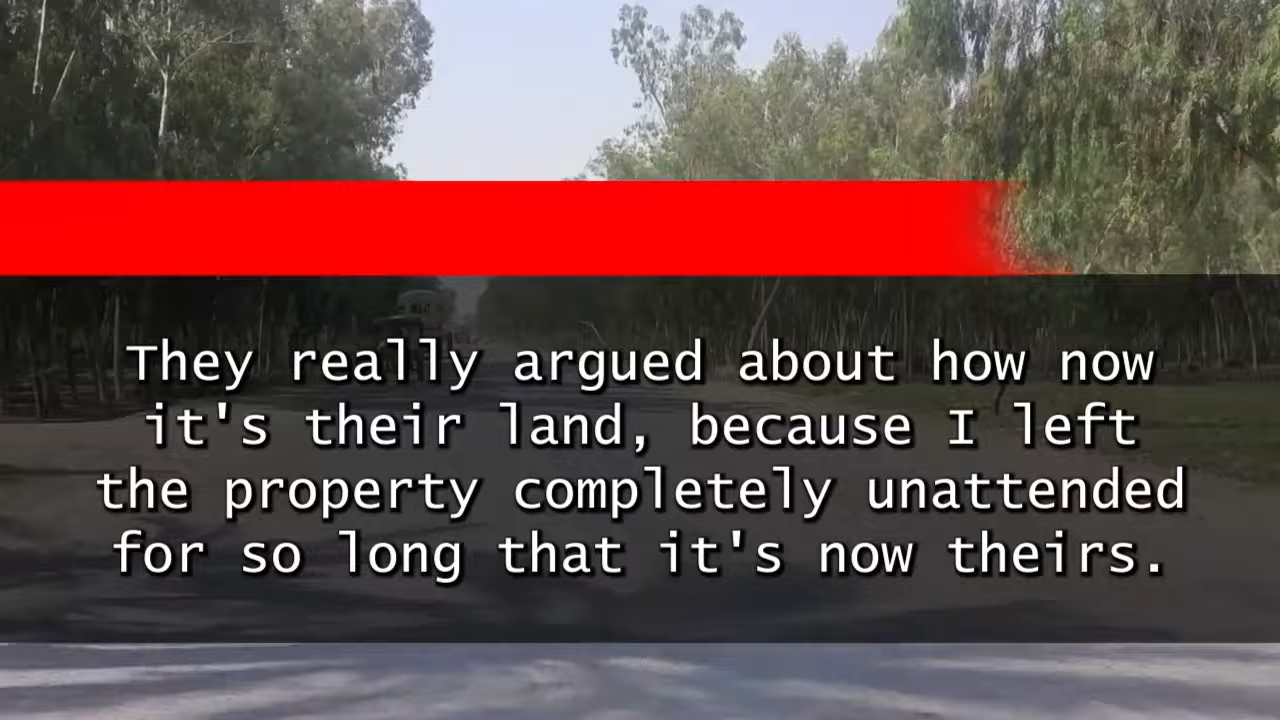 They really argued about how now
it's their land, because I left
the property completely unattended
for so long that it's now theirs.